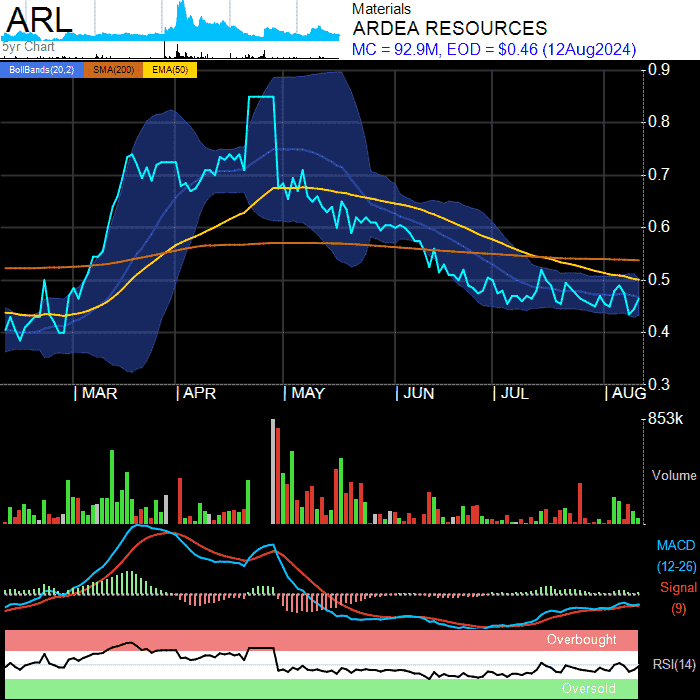 ARL
5yr Chart
Materials
ARDEA RESOURCES
MC = 92.9M, EOD = $0.46 (12Aug2024)
BollBands(20,2) SMA(200) EMA(50)
0.9
0.8
0.7
0.6
0.5
0.4
0.3
MAR APR MAY JUN JUL AUG
853k
Volume
MACD
(12-26)
Signal
(9)
Overbought
RSI(14)
Oversold